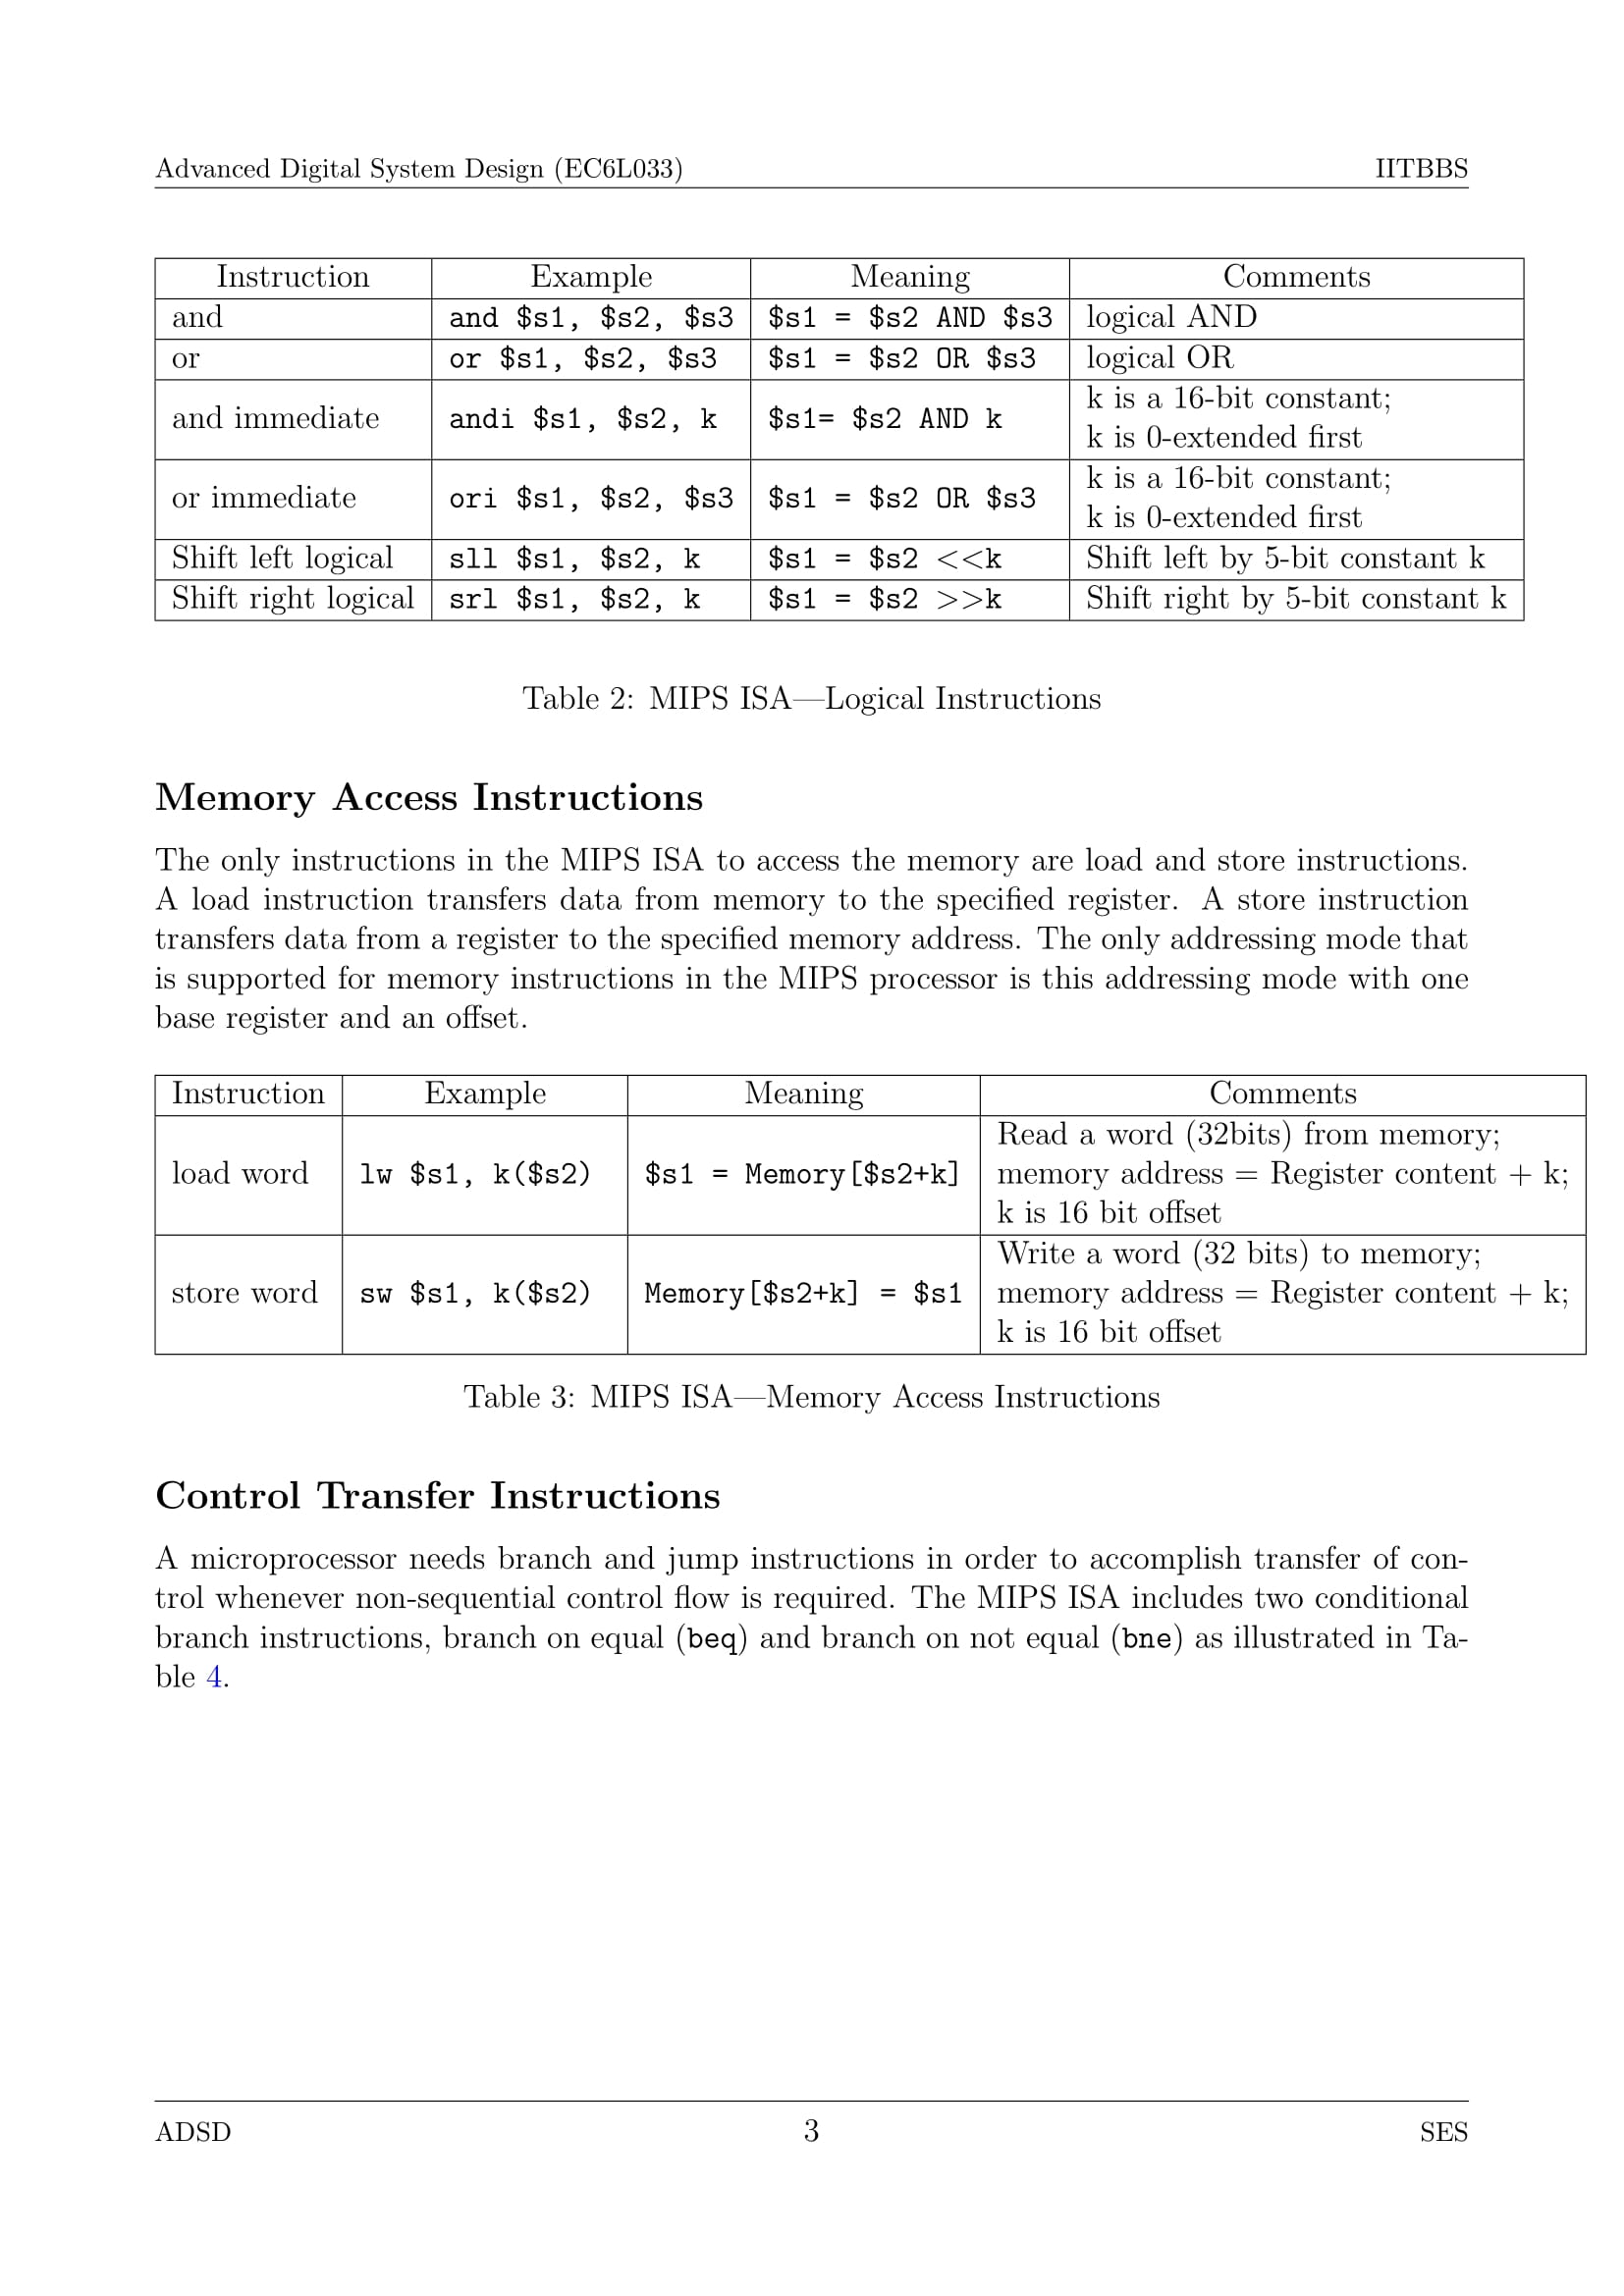 Advanced Digital System Design (EC6L033) IITBBS
Instruction Example Meaning Comments
and and $s1, $s2, $s3 $s1 = $s2 AND $s3 logical AND
or or $s1, $s2, $s3 $s1 = $s2 OR $s3 logical OR
and immediate andi $s1, $s2, k $s1= $s2 AND k k is a 16-bit constant;
k is 0-extended first
or immediate ori $s1, $s2, $s3 $s1 = $s2 OR $s3 k is a 16-bit constant;
k is 0-extended first
Shift left logical sll $s1, $s2, k $s1 = $s2 <<k Shift left by 5-bit constant k
Shift right logical srl $s1, $s2, k $s1 = $s2 >>k Shift right by 5-bit constant k
Table 2: MIPS ISA—Logical Instructions
Memory Access Instructions
The only instructions in the MIPS ISA to access the memory are load and store instructions.
A load instruction transfers data from memory to the specified register. A store instruction
transfers data from a register to the specified memory address. The only addressing mode that
is supported for memory instructions in the MIPS processor is this addressing mode with one
base register and an offset.
Instruction Example Meaning Comments
load word lw $s1, k($s2) $s1 = Memory[$s2+k] Read a word (32bits) from memory;
memory address = Register content + k;
k is 16 bit offset
store word sw $s1, k($s2) Memory[$s2+k] = $s1 Write a word (32 bits) to memory;
memory address = Register content + k;
k is 16 bit offset
Table 3: MIPS ISA—Memory Access Instructions
Control Transfer Instructions
A microprocessor needs branch and jump instructions in order to accomplish transfer of con-
trol whenever non-sequential control flow is required. The MIPS ISA includes two conditional
branch instructions, branch on equal (beq) and branch on not equal (bne) as illustrated in Ta-
ble 4.
ADSD 3 SES